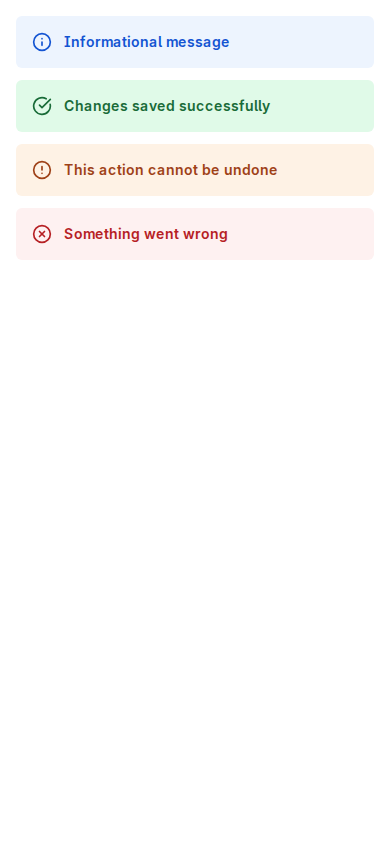 Informational message
Changes saved successfully
This action cannot be undone
Something went wrong